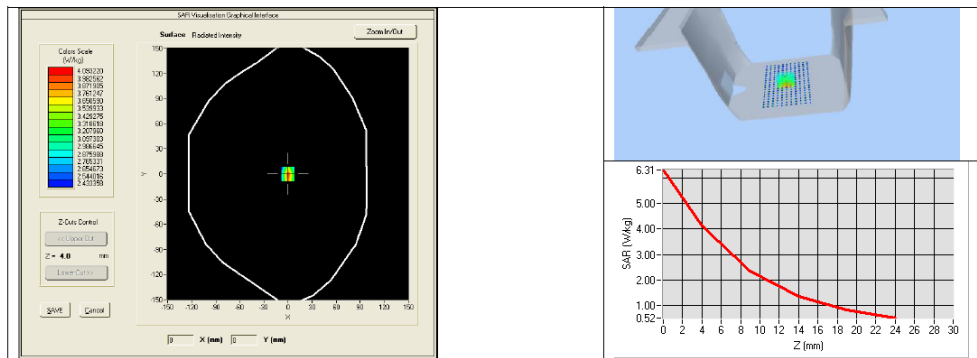 SAR Visualisation Graphical Interface
Surface Radiated Intensity
Zoom In/Out
Colors Scale
(W/kg)
4.093220
3.982562
3.871905
3.761247
3.650590
3.539933
3.429275
3.318618
3.207960
3.097303
2.986645
2.875988
2.765331
2.654673
2.544016
2.433358
Z-Cuts Control
<< Upper Cut
Z = 4.0 mm
Lower Cut >>
SAVE Cancel
150
120
90
60
30
0
-30
-60
-90
-120
-150
Y
-150 -120 -90 -60 -30 0 30 60 90 120 150
X
0 X (mm) 0 Y (mm)
6.31
5.00
4.00
3.00
2.00
1.00
0.52
SAR (W/kg)
0 2 4 6 8 10 12 14 16 18 20 22 24 26 28 30
Z (mm)